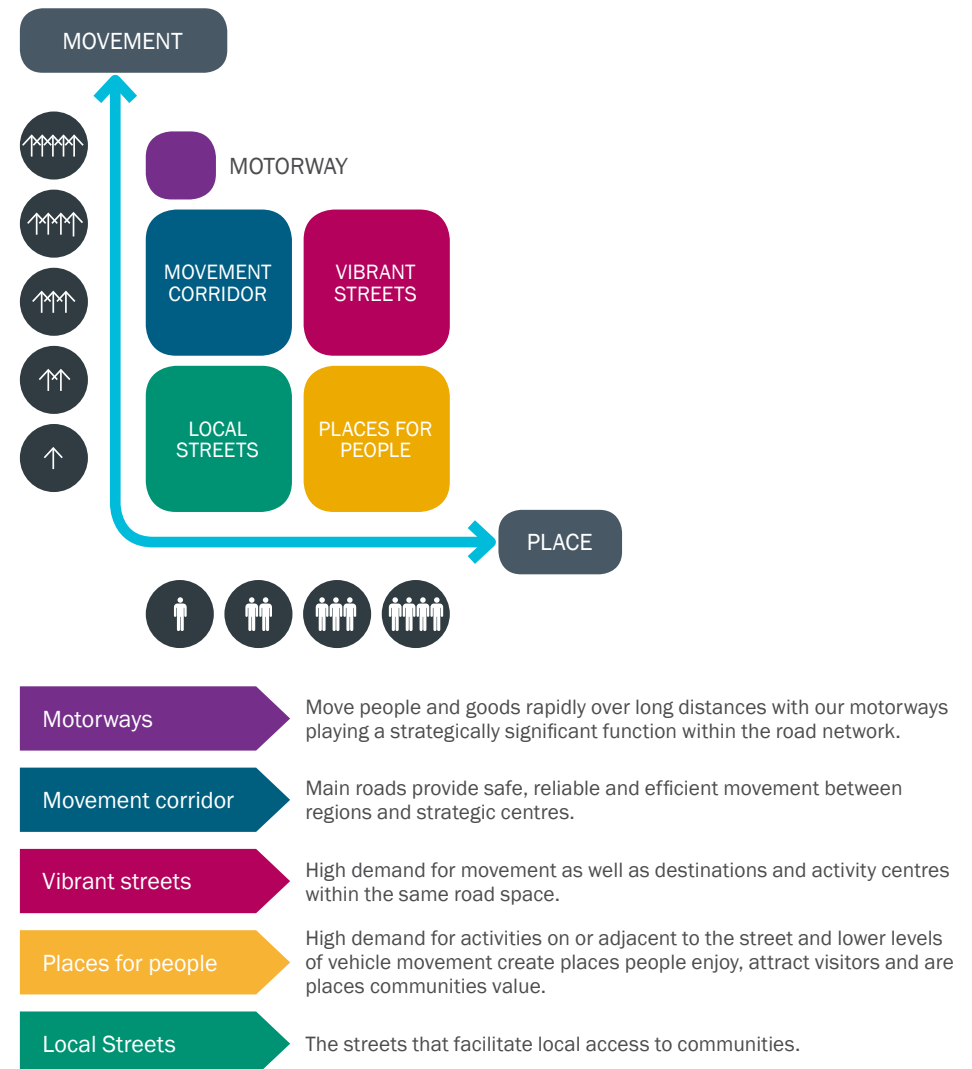 MOVEMENT
MOTORWAY
MOVEMENT
CORRIDOR
VIBRANT
STREETS
LOCAL
STREETS
PLACES FOR
PEOPLE
PLACE
Motorways
Move people and goods rapidly over long distances with our motorways
playing a strategically significant function within the road network.
Movement corridor
Main roads provide safe, reliable and efficient movement between
regions and strategic centres.
Vibrant streets
High demand for movement as well as destinations and activity centres
within the same road space.
Places for people
High demand for activities on or adjacent to the street and lower levels
of vehicle movement create places people enjoy, attract visitors and are
places communities value.
Local Streets
The streets that facilitate local access to communities.